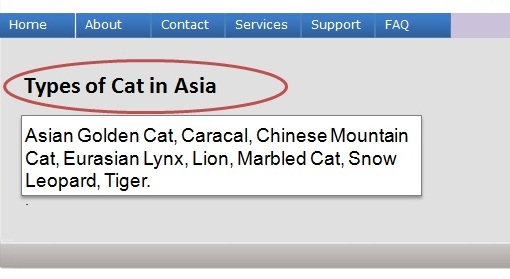 Home About Contact Services Support FAQ
Types of Cat in Asia
Asian Golden Cat, Caracal, Chinese Mountain
Cat, Eurasian Lynx, Lion, Marbled Cat, Snow
Leopard, Tiger.
.